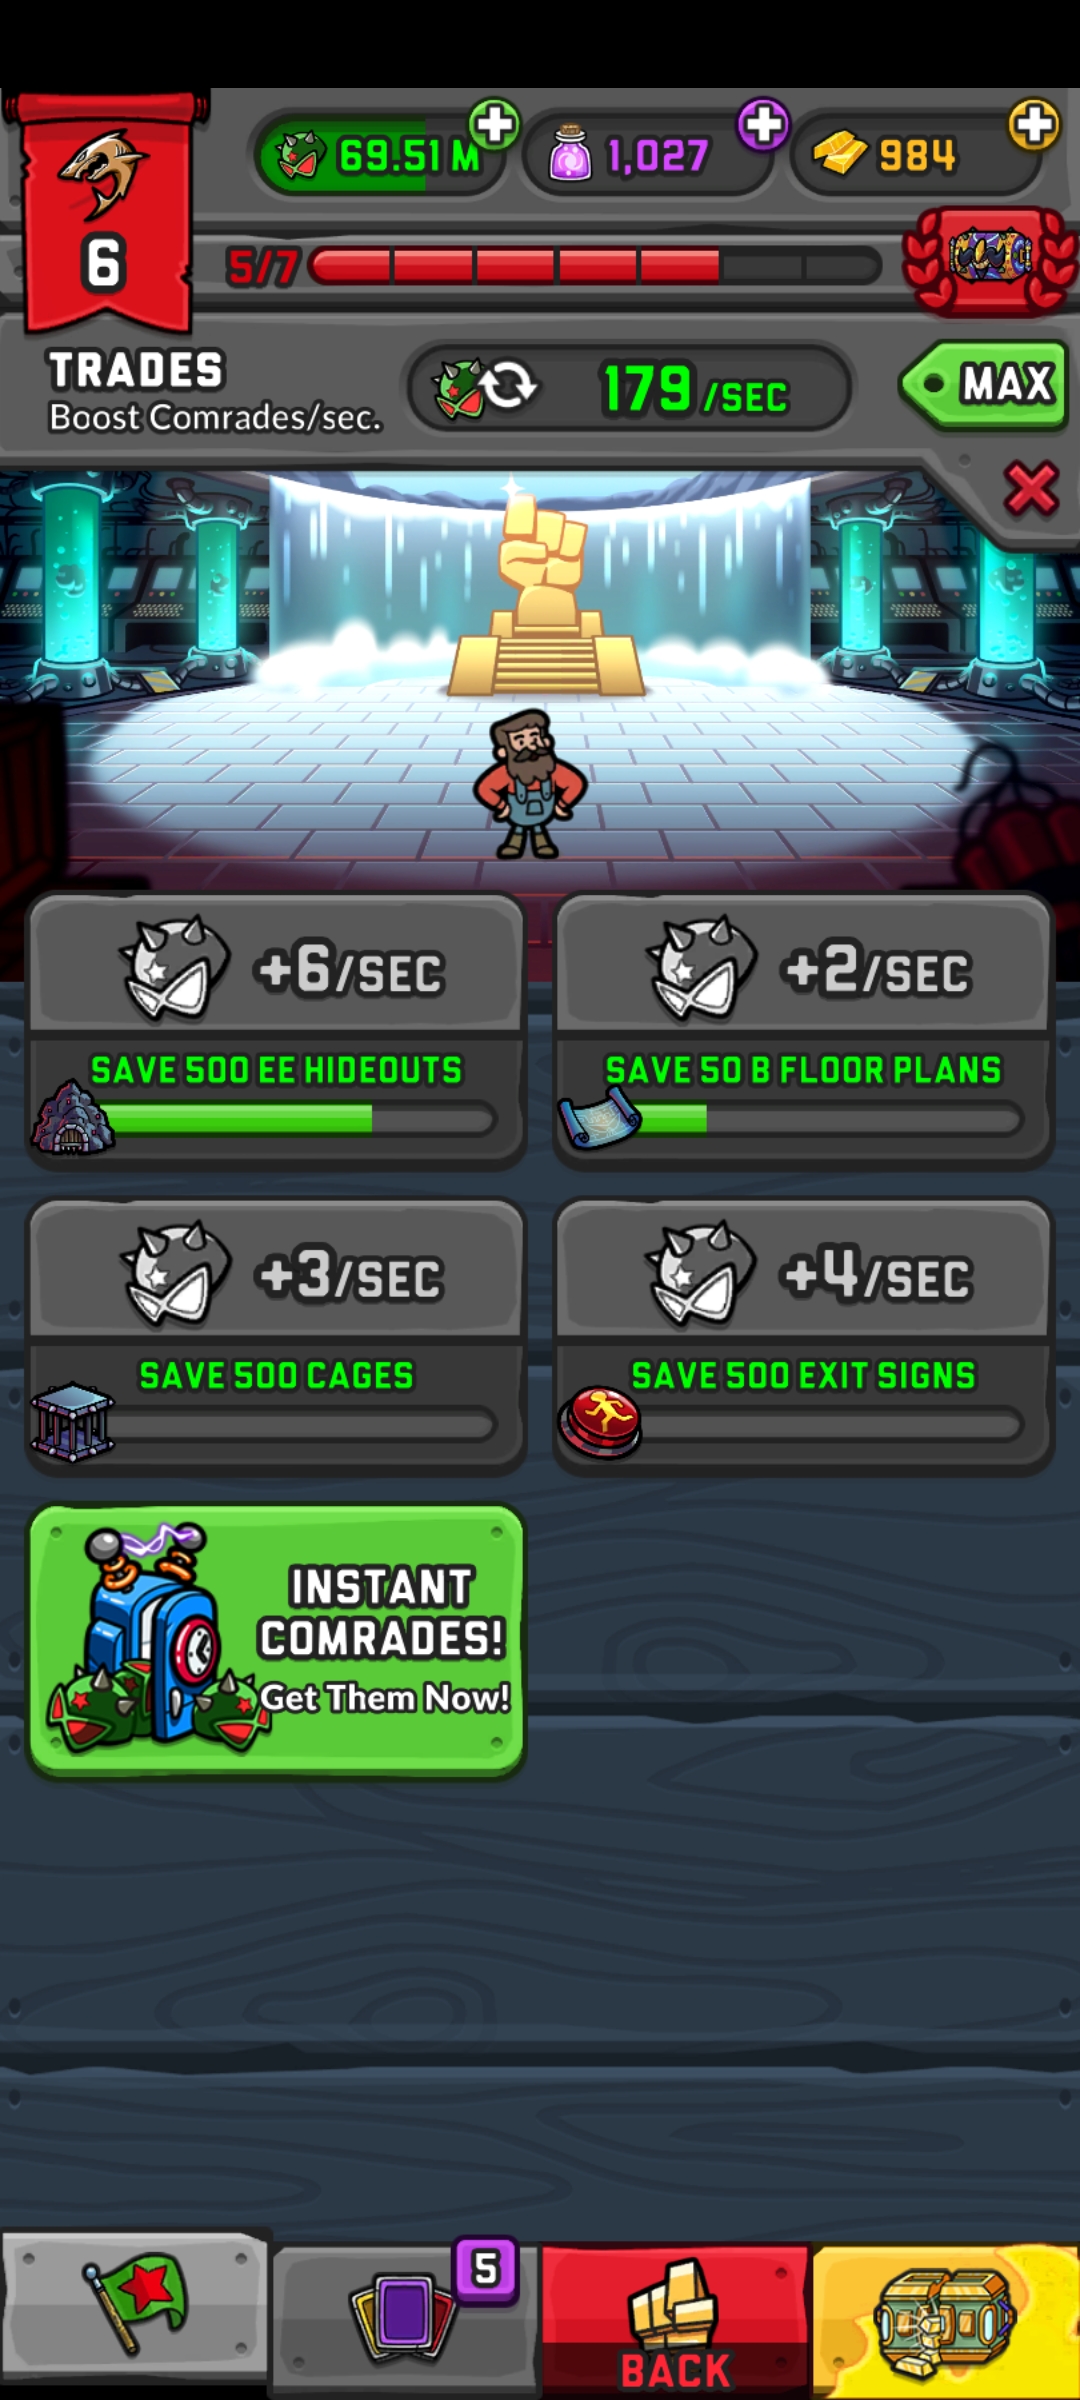 69.51 M
1,027
984
6
5/7
TRADES
Boost Comrades/sec.
179 /SEC
MAX
+6/SEC
+2/SEC
SAVE 500 EE HIDEOUTS
SAVE 50 B FLOOR PLANS
+3/SEC
+4/SEC
SAVE 500 CAGES
SAVE 500 EXIT SIGNS
INSTANT
COMRADES!
Get Them Now!
5
BACK